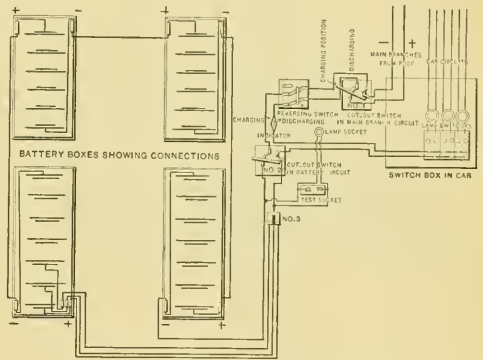 + - + -
- +
CHARGING POSITION
DISCHARGING
MAIN BRANCHES
FROM ROOF
CAR CIRCUITS
NO. 1
REVERSING SWITCH
CUT.OUT SWITCH
CHARGING
DISCHARGING
IN MAIN BRANCH CIRCUIT
INDICATOR
LAMP SOCKET
LAMP SWITCHES
BATTERY BOXES SHOWING CONNECTIONS
NO. 2
CUT.OUT SWITCH
IN BATTERY CIRCUIT
SWITCH BOX IN CAR
TEST SOCKET
NO.3
- + - +